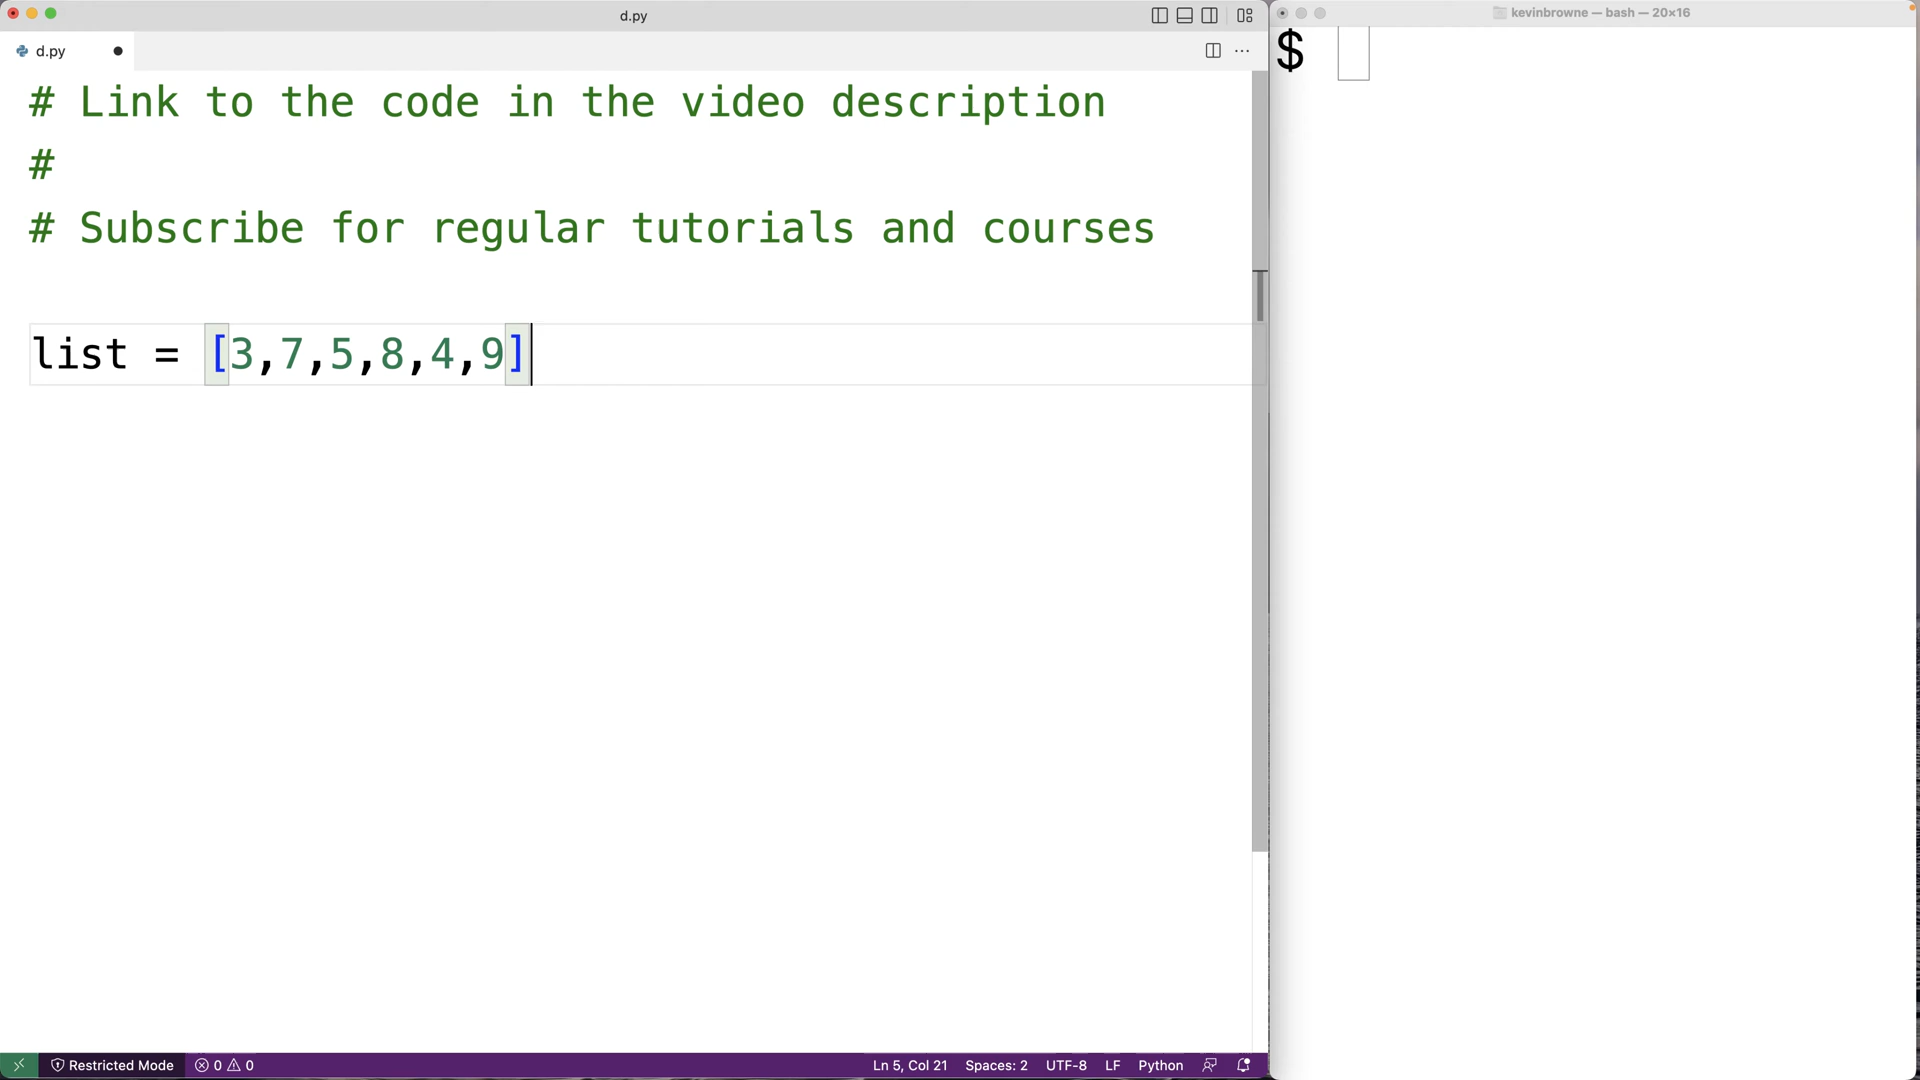 d.py
kevinbrowne — bash — 20×16
d.py
$
# Link to the code in the video description
#
# Subscribe for regular tutorials and courses
list = [3,7,5,8,4,9]
Restricted Mode 0 0 Ln 5, Col 21 Spaces: 2 UTF-8 LF Python